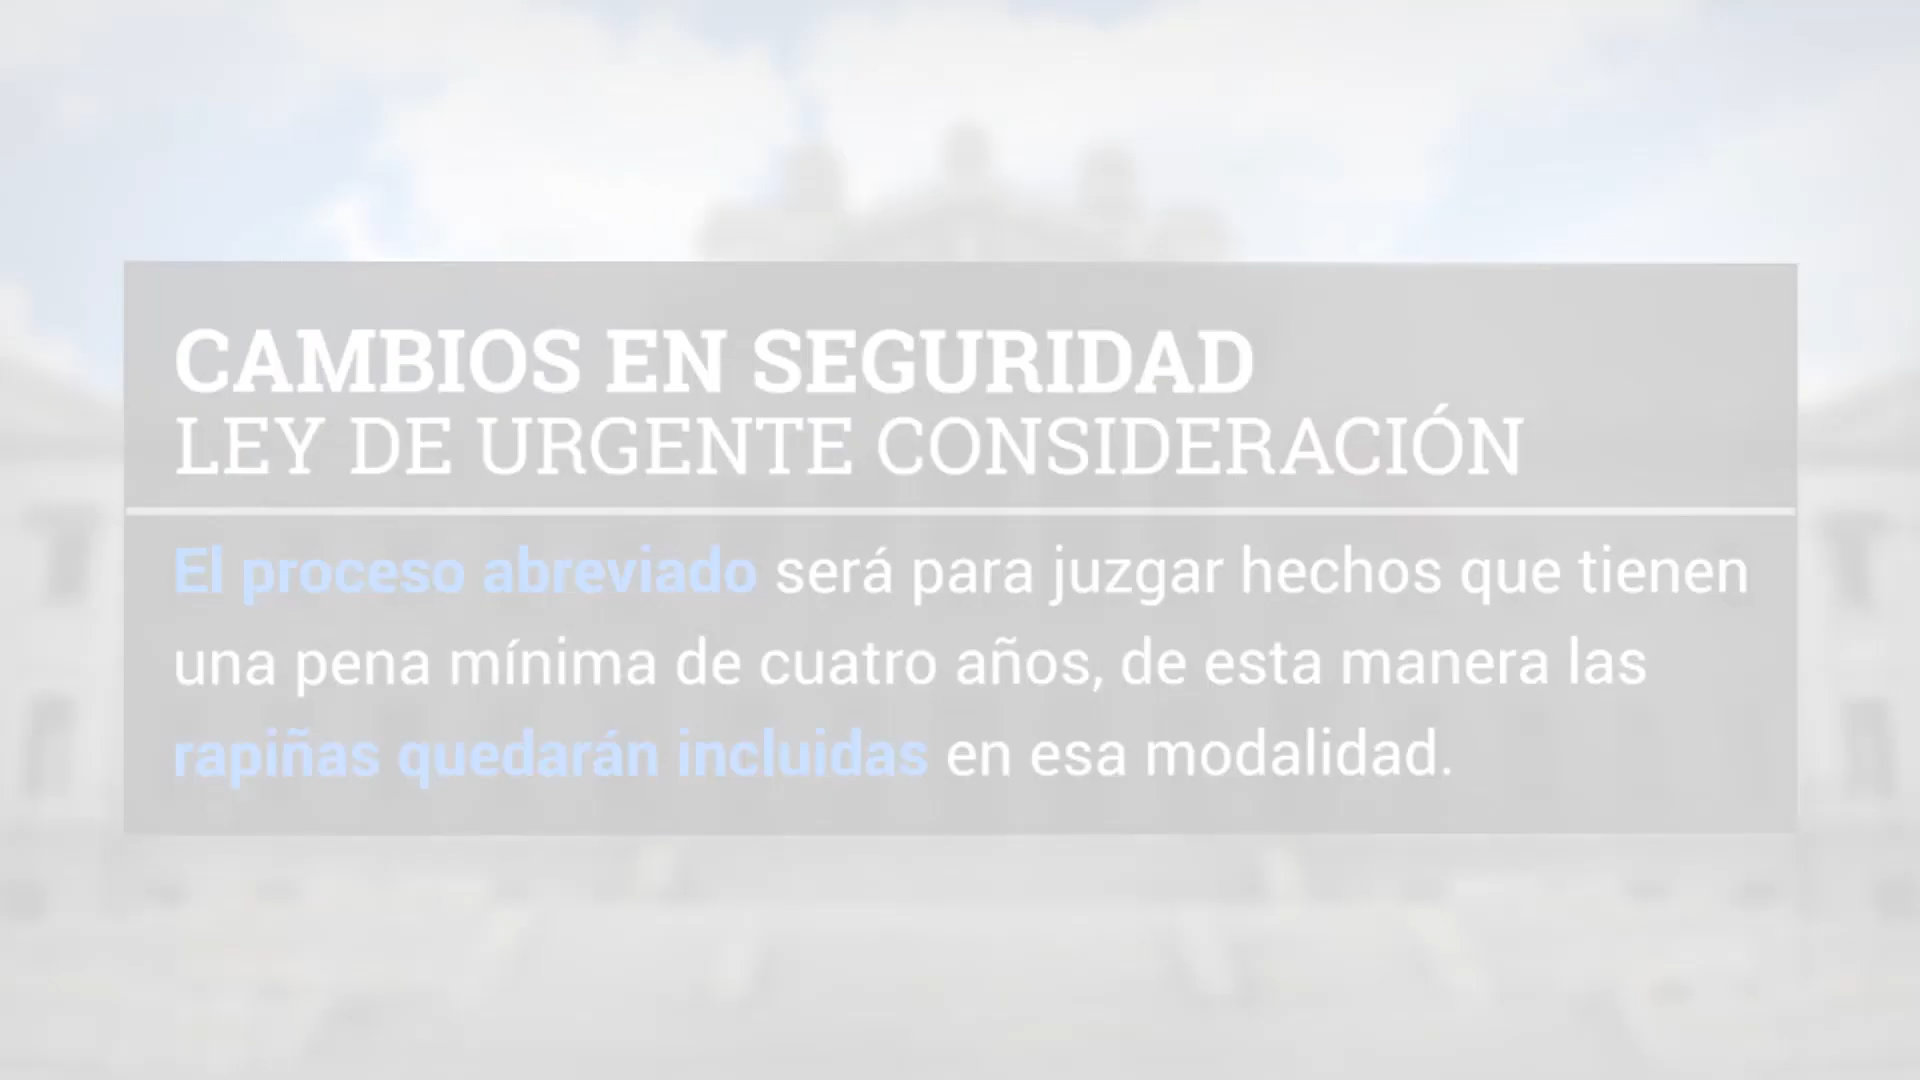 CAMBIOS EN SEGURIDAD
LEY DE URGENTE CONSIDERACIÓN
El proceso abreviado será para juzgar hechos que tienen
una pena mínima de cuatro años, de esta manera las
rapiñas quedarán incluidas en esa modalidad.